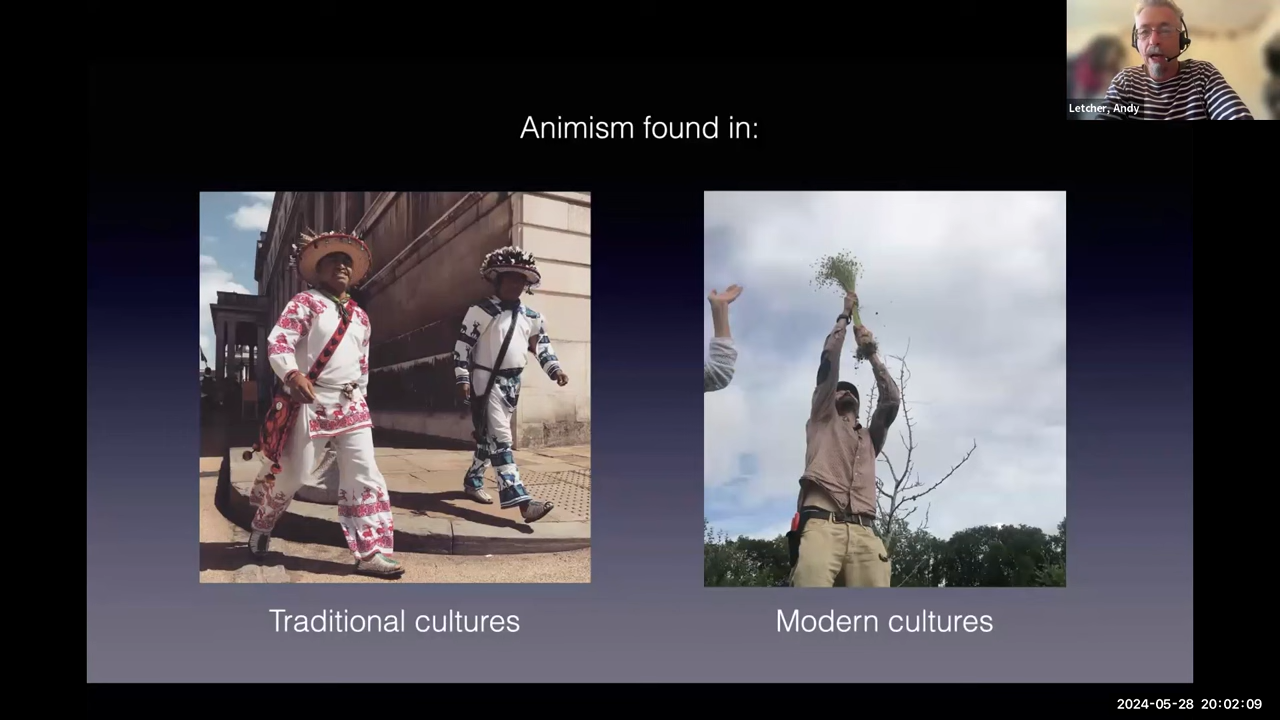 Letcher, Andy
Animism found in:
Traditional cultures
Modern cultures
2024-05-28 20:02:09